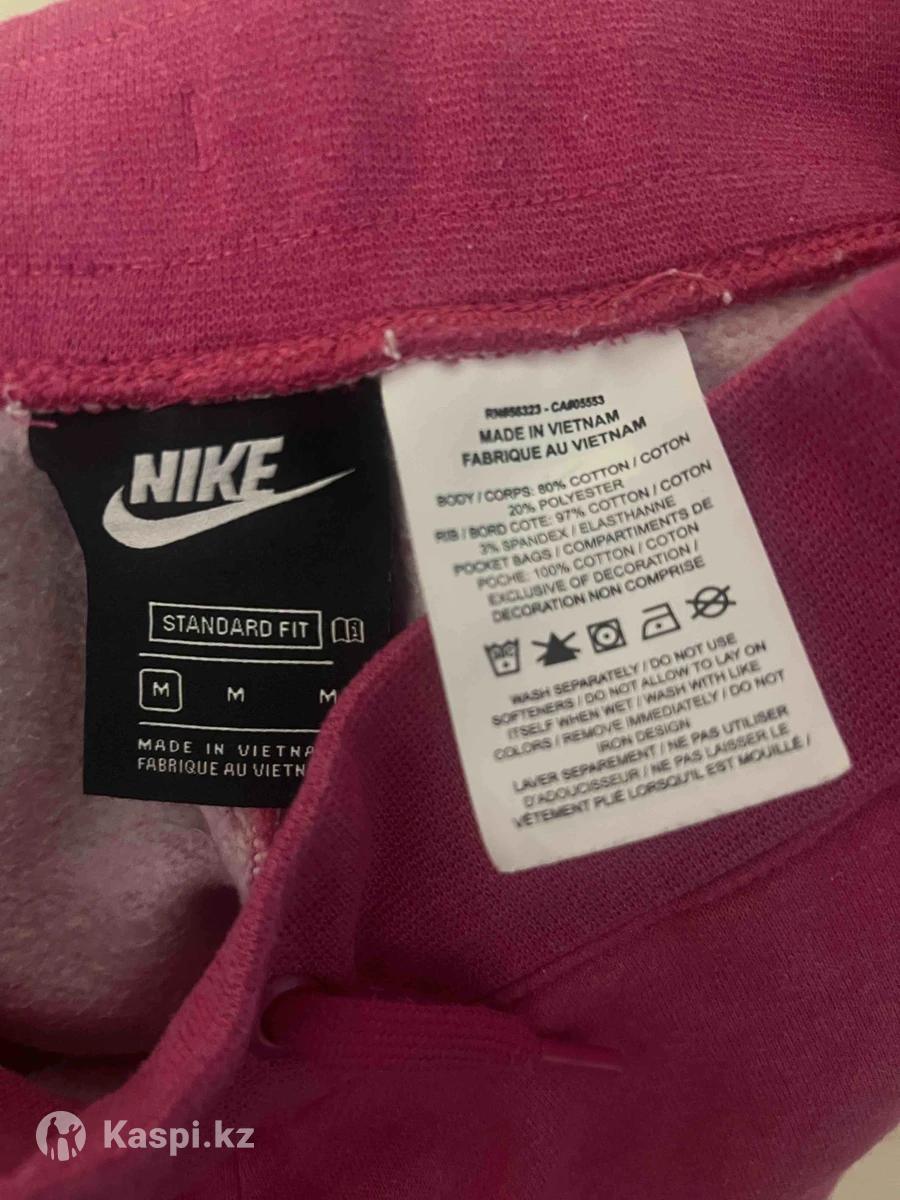 NIKE
STANDARD FIT
M M M
MADE IN VIETNA
FABRIQUE AU VIETN
RN#56323 - CA#05553
MADE IN VIETNAM
FABRIQUE AU VIETNAM
BODY / CORPS: 80% COTTON / COTON
20% POLYESTER
RIB / BORD COTE: 97% COTTON / COTON
3% SPANDEX / ELASTHANNE
POCKET BAGS / COMPARTIMENTS DE
POCHE: 100% COTTON / COTON
EXCLUSIVE OF DECORATION /
DECORATION NON COMPRISE
WASH SEPARATELY / DO NOT USE
SOFTENERS / DO NOT ALLOW TO LAY ON
ITSELF WHEN WET / WASH WITH LIKE
COLORS / REMOVE IMMEDIATELY / DO NOT
IRON DESIGN
LAVER SEPAREMENT / NE PAS UTILISER
D'ADOUCISSEUR / NE PAS LAISSER LE
VÊTEMENT PLIÉ LORSQU'IL EST MOUILLÉ /
Kaspi.kz